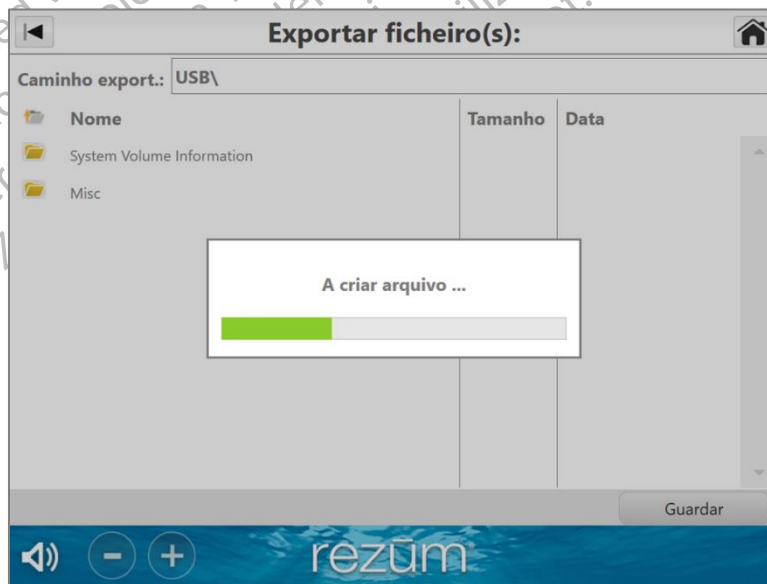 Exportar ficheiro(s):
Caminho export.: USB\
Nome Tamanho Data
System Volume Information
Misc
A criar arquivo ...
Guardar
rezūm